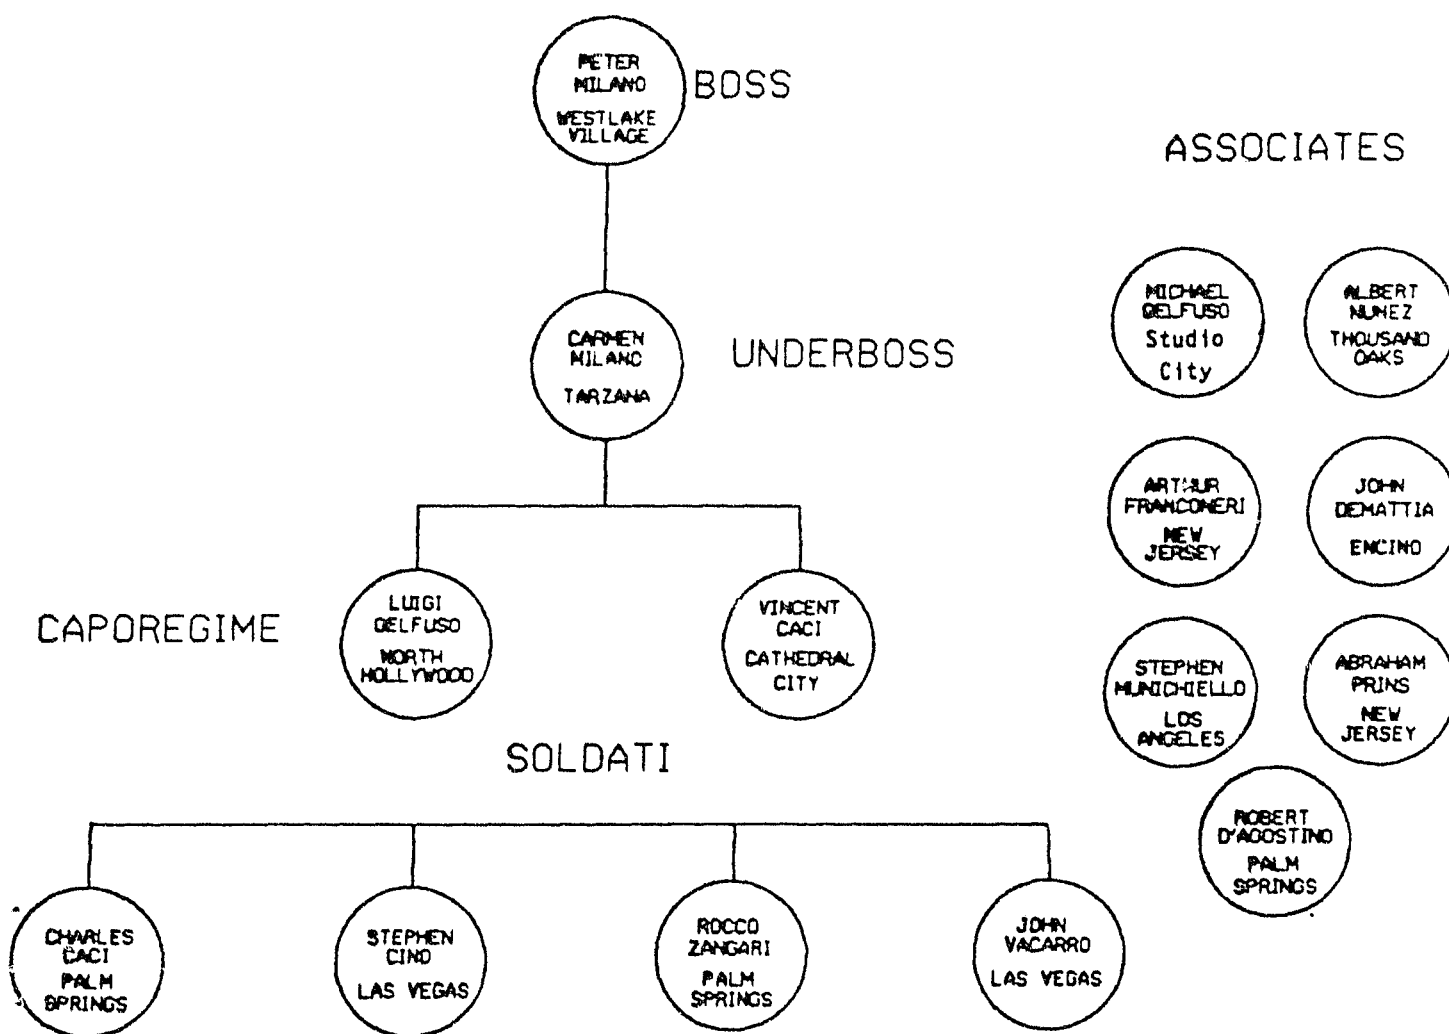 PETER
MILANO
WESTLAKE
VILLAGE
BOSS
CARMEN
MILANO
TARZANA
UNDERBOSS
CAPOREGIME
LUIGI
GELFUSO
NORTH
HOLLYWOOD
VINCENT
CACI
CATHEDRAL
CITY
SOLDATI
CHARLES
CACI
PALM
SPRINGS
STEPHEN
CINO
LAS VEGAS
ROCCO
ZANGARI
PALM
SPRINGS
JOHN
VACARRO
LAS VEGAS
ASSOCIATES
MICHAEL
GELFUSO
Studio
City
ALBERT
NUNEZ
THOUSAND
OAKS
ARTHUR
FRANCONERI
NEW
JERSEY
JOHN
DEMATTIA
ENCINO
STEPHEN
MUNICHIELLO
LOS
ANGELES
ABRAHAM
PRINS
NEW
JERSEY
ROBERT
D'AGOSTINO
PALM
SPRINGS